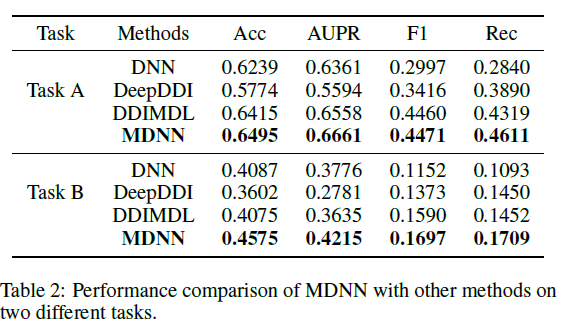 Task Methods Acc AUPR F1 Rec
DNN 0.6239 0.6361 0.2997 0.2840
Task A DeepDDI 0.5774 0.5594 0.3416 0.3890
DDIMDL 0.6415 0.6558 0.4460 0.4319
MDNN 0.6495 0.6661 0.4471 0.4611
DNN 0.4087 0.3776 0.1152 0.1093
Task B DeepDDI 0.3602 0.2781 0.1373 0.1450
DDIMDL 0.4075 0.3635 0.1590 0.1452
MDNN 0.4575 0.4215 0.1697 0.1709
Table 2: Performance comparison of MDNN with other methods on
two different tasks.